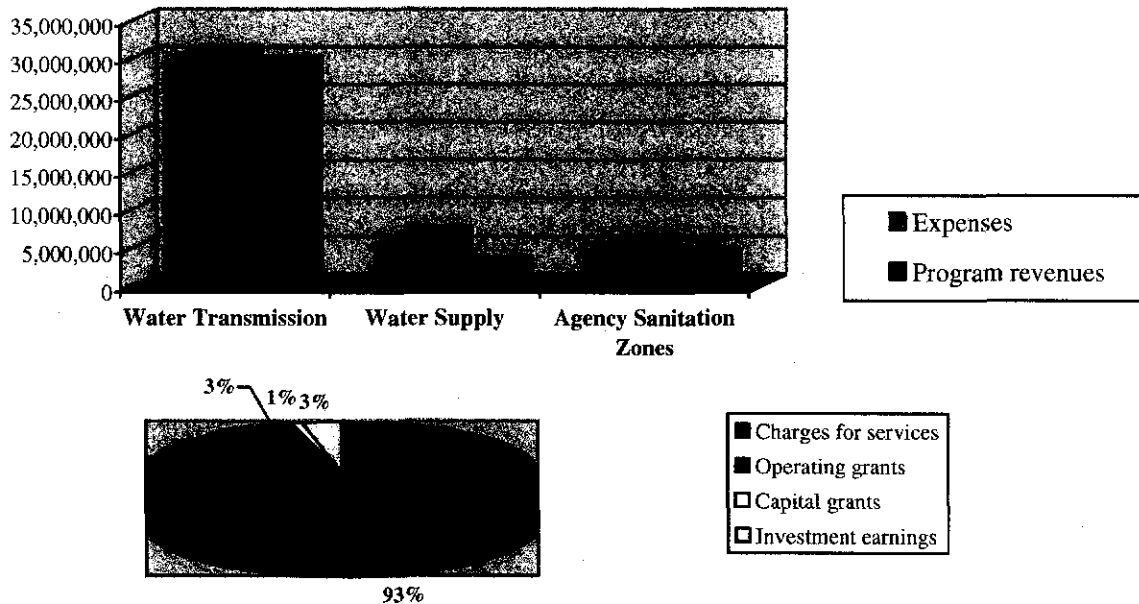 35,000,000
30,000,000
25,000,000
20,000,000
15,000,000
10,000,000
5,000,000
0
Water Transmission
Water Supply
Agency Sanitation
Zones
Expenses
Program revenues
3%
1%
3%
93%
Charges for services
Operating grants
Capital grants
Investment earnings